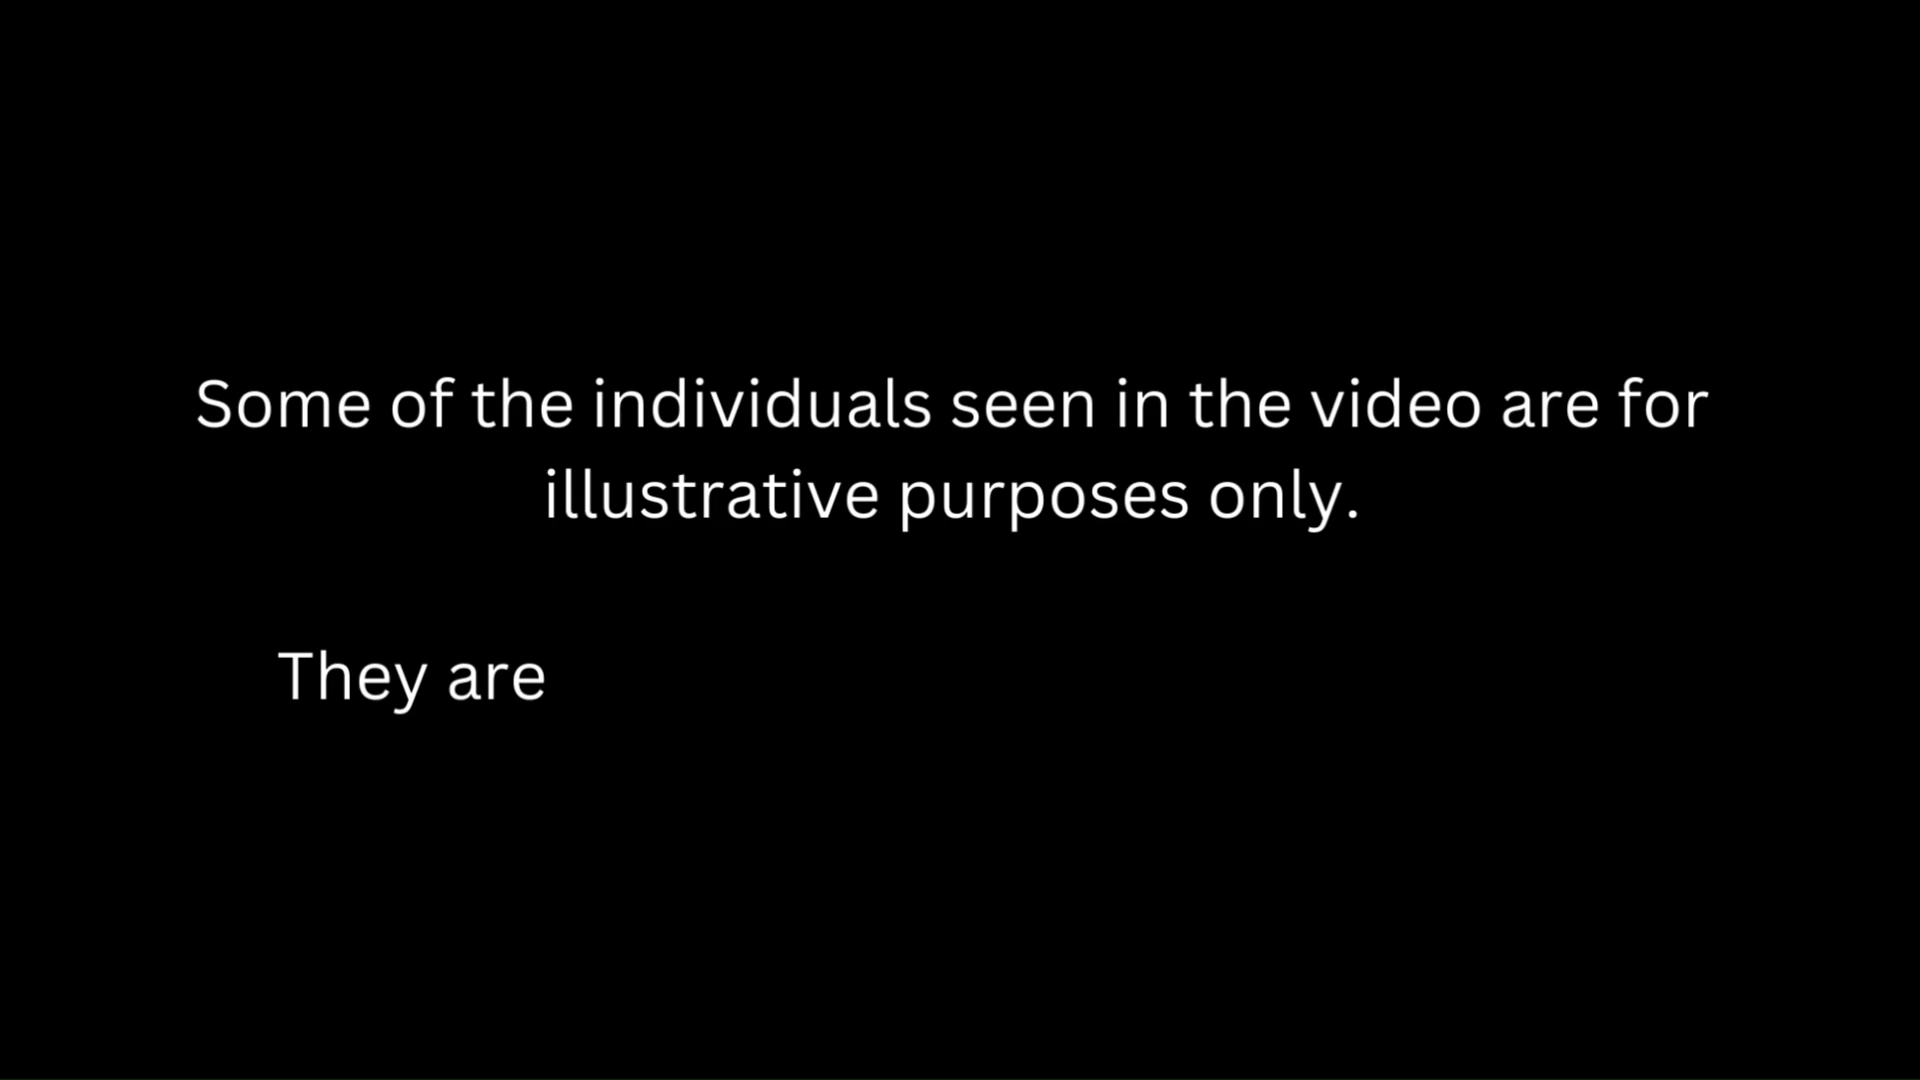 Some of the individuals seen in the video are for
illustrative purposes only.
They are